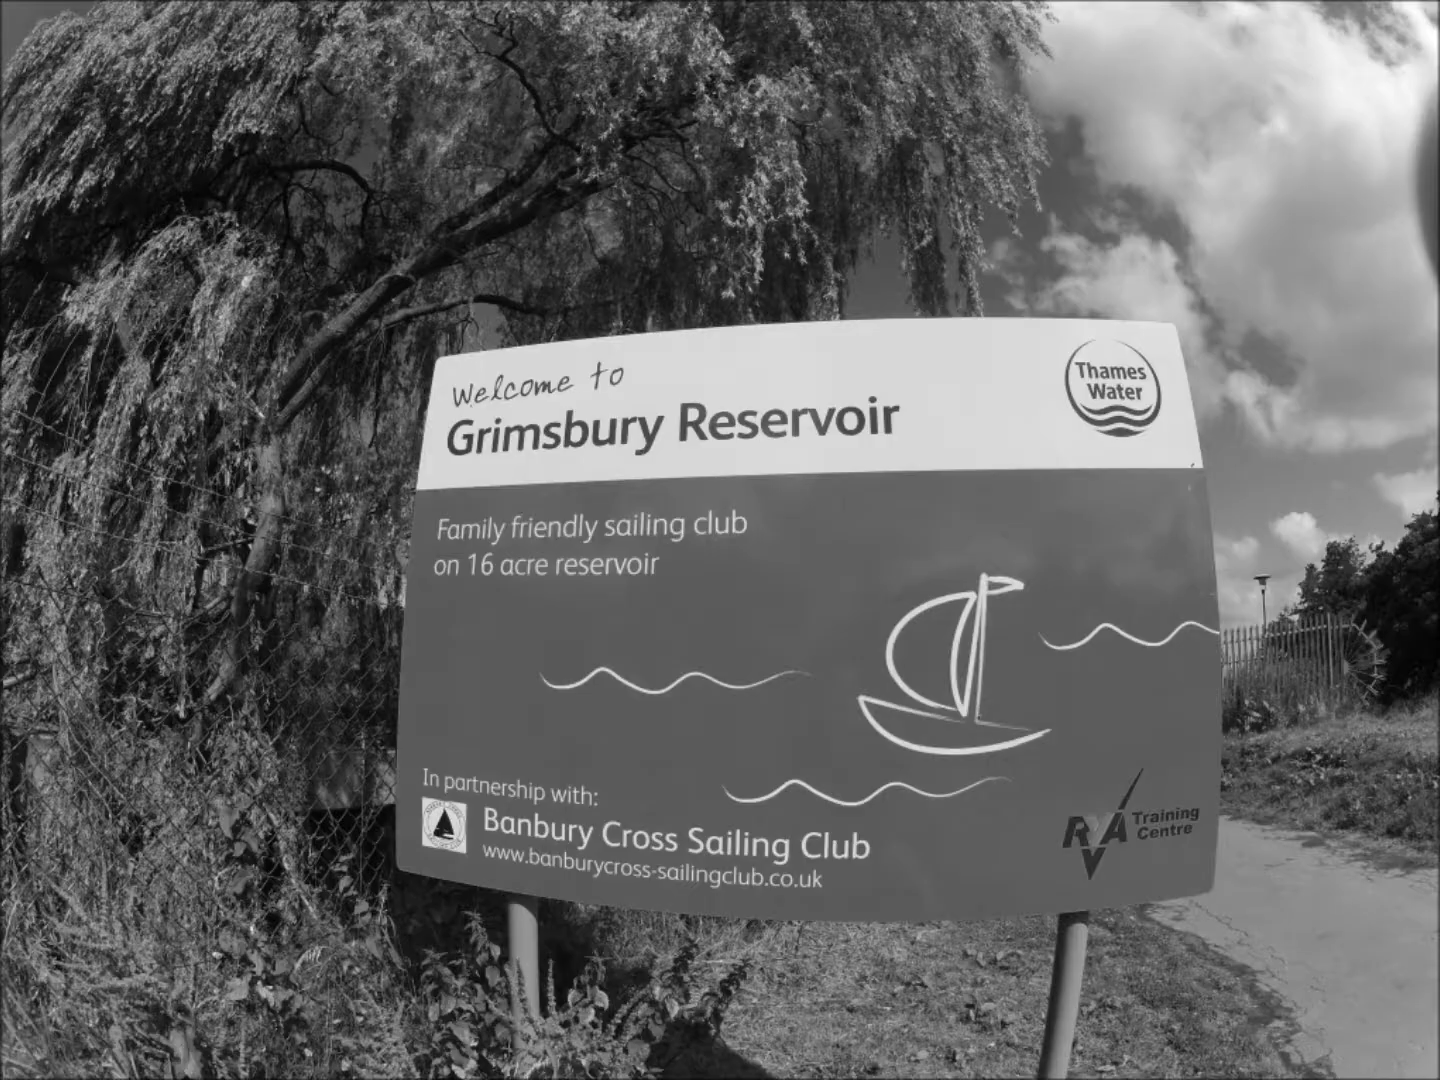 Welcome to
Grimsbury Reservoir
Thames
Water
Family friendly sailing club
on 16 acre reservoir
In partnership with:
Banbury Cross Sailing Club
www.banburycross-sailingclub.co.uk
RYA Training
Centre